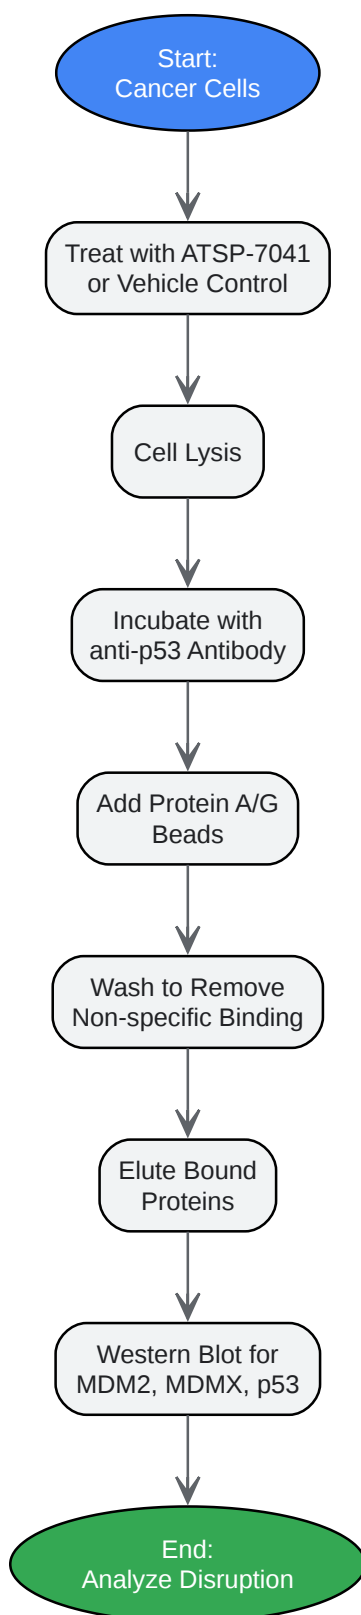 Start:
Cancer Cells
Treat with ATSP-7041
or Vehicle Control
Cell Lysis
Incubate with
anti-p53 Antibody
Add Protein A/G
Beads
Wash to Remove
Non-specific Binding
Elute Bound
Proteins
Western Blot for
MDM2, MDMX, p53
End:
Analyze Disruption